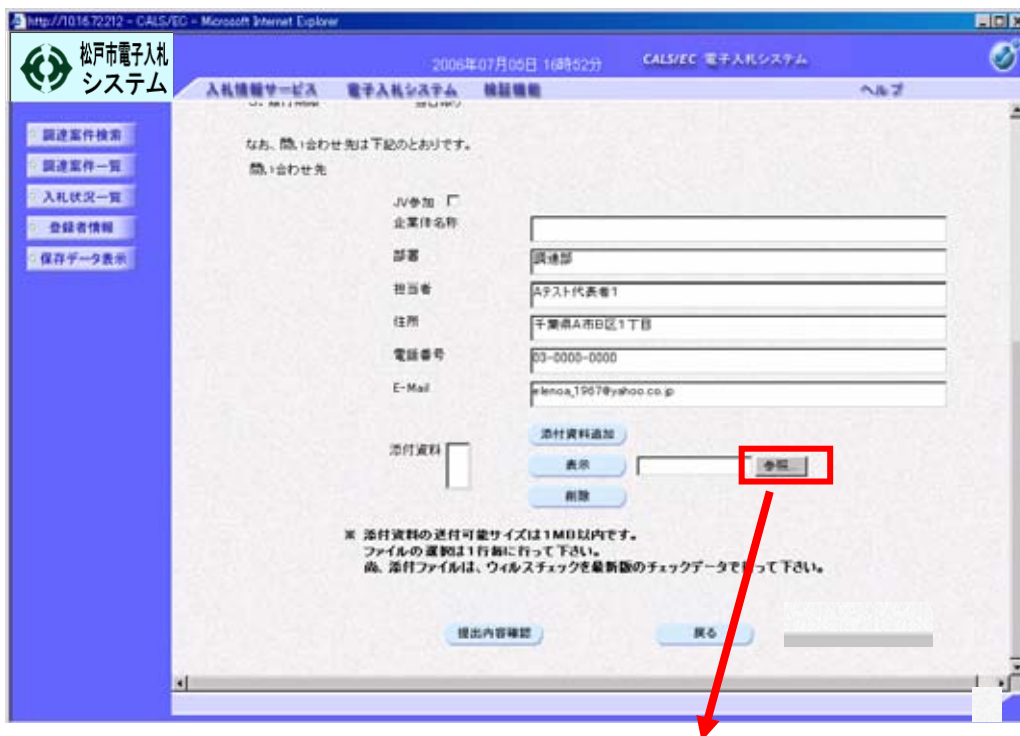 http://10.16.72.212 - CALS/EC - Microsoft Internet Explorer
松戸市電子入札
システム
2006年07月05日 16時52分
CALS/EC 電子入札システム
入札情報サービス 電子入札システム 検証機能 ヘルプ
調達案件検索
調達案件一覧
入札状況一覧
登録者情報
保存データ表示
なお、問い合わせ先は下記のとおりです。
問い合わせ先
JV参加
企業体名称
部署 調達部
担当者 Aテスト代表者1
住所 千葉県A市B区1丁目
電話番号 03-0000-0000
E-Mail elenoa_1967@yahoo.co.jp
添付資料追加
添付資料 表示 参照...
削除
※ 添付資料の送付可能サイズは1MB以内です。
ファイルの選択は1行毎に行って下さい。
尚、添付ファイルは、ウィルスチェックを最新版のチェックデータで行って下さい。
提出内容確認 戻る